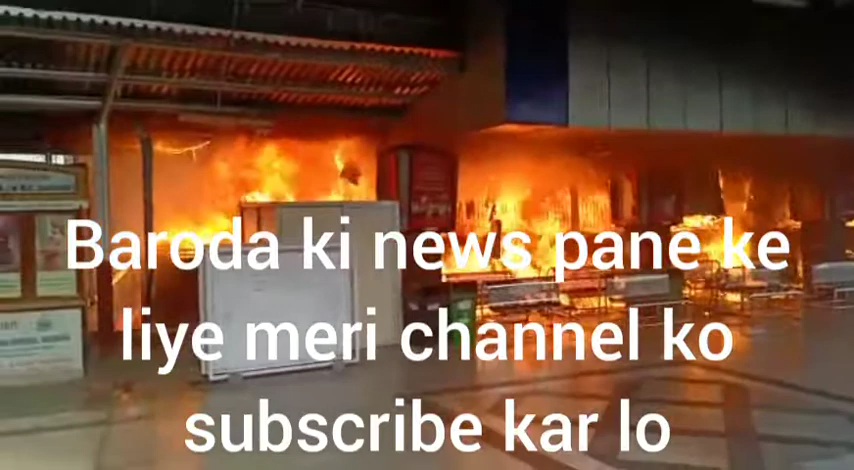 Baroda ki news pane ke
liye meri channel ko
subscribe kar lo